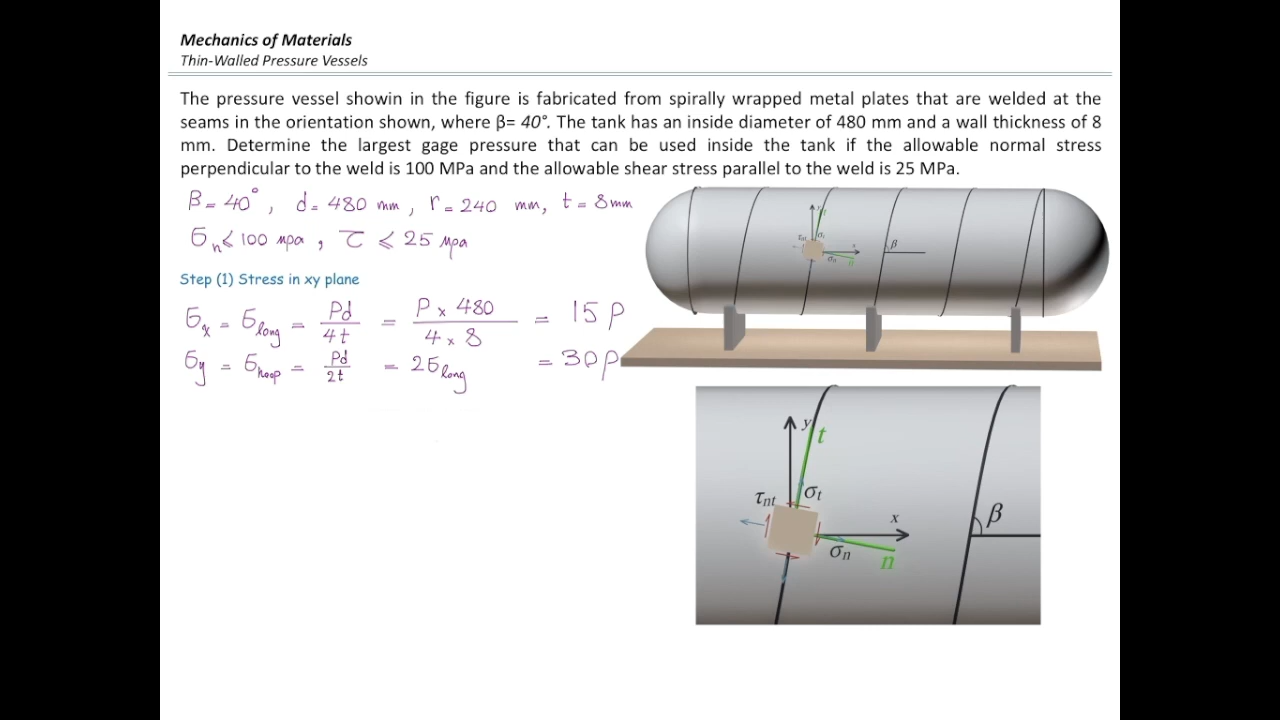 Mechanics of Materials
Thin-Walled Pressure Vessels
The pressure vessel showin in the figure is fabricated from spirally wrapped metal plates that are welded at the
seams in the orientation shown, where β= 40°. The tank has an inside diameter of 480 mm and a wall thickness of 8
mm. Determine the largest gage pressure that can be used inside the tank if the allowable normal stress
perpendicular to the weld is 100 MPa and the allowable shear stress parallel to the weld is 25 MPa.
β = 40°, d = 480 mm, r = 240 mm, t = 8mm
σn ≤ 100 mpa, τ ≤ 25 mpa
Step (1) Stress in xy plane
σx = σlong = Pd/4t = P × 480/4 × 8 = 15 P
σy = σhoop = Pd/2t = 2σlong = 30P
y t
τnt σt
x
σn n
β
y
t
τnt
σt
x
β
σn
n